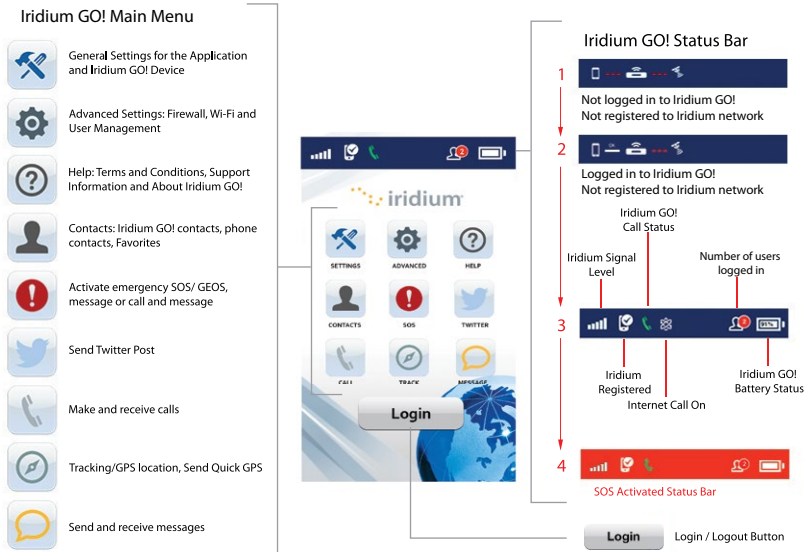 Iridium GO! Main Menu
General Settings for the Application
and Iridium GO! Device
Advanced Settings: Firewall, Wi-Fi and
User Management
Help: Terms and Conditions, Support
Information and About Iridium GO!
Contacts: Iridium GO! contacts, phone
contacts, Favorites
Activate emergency SOS/ GEOS,
message or call and message
Send Twitter Post
Make and receive calls
Tracking/GPS location, Send Quick GPS
Send and receive messages
2
iridium
SETTINGS
ADVANCED
HELP
CONTACTS
SOS
TWITTER
CALL
TRACK
MESSAGE
Login
Iridium GO! Status Bar
1
Not logged in to Iridium GO!
Not registered to Iridium network
2
Logged in to Iridium GO!
Not registered to Iridium network
Iridium GO!
Call Status
Iridium Signal
Level
Number of users
logged in
3
2
Iridium
Registered
Internet Call On
Iridium GO!
Battery Status
4
2
SOS Activated Status Bar
Login
Login / Logout Button